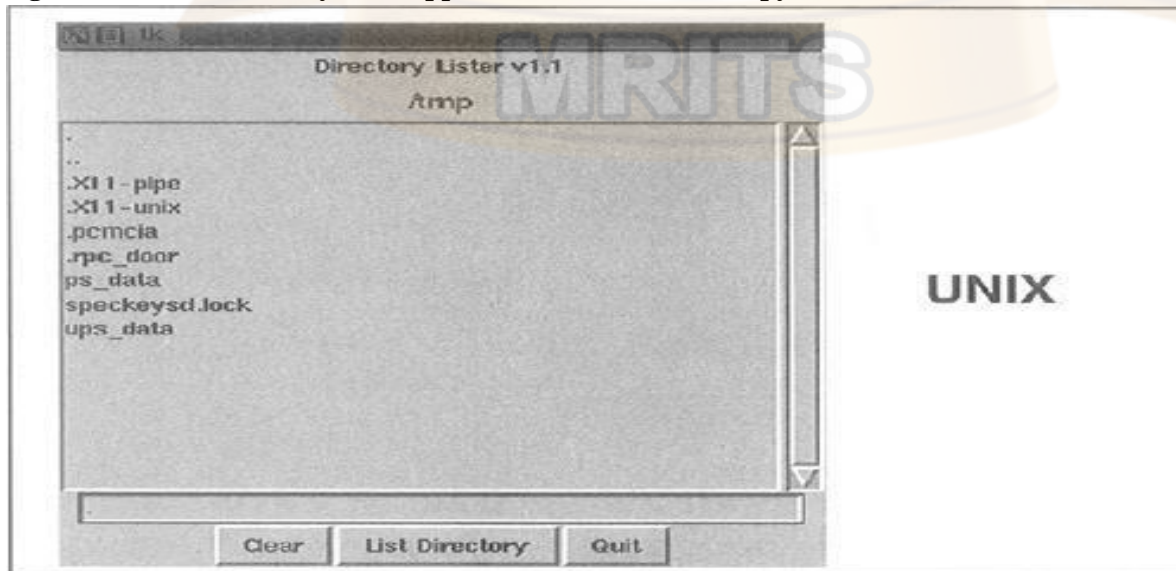 tk
MRITS
Directory Lister v1.1
/tmp
.
..
.X11-pipe
.X11-unix
.pcmcia
.rpc_door
ps_data
speckeysd.lock
ups_data
UNIX
.
Clear List Directory Quit